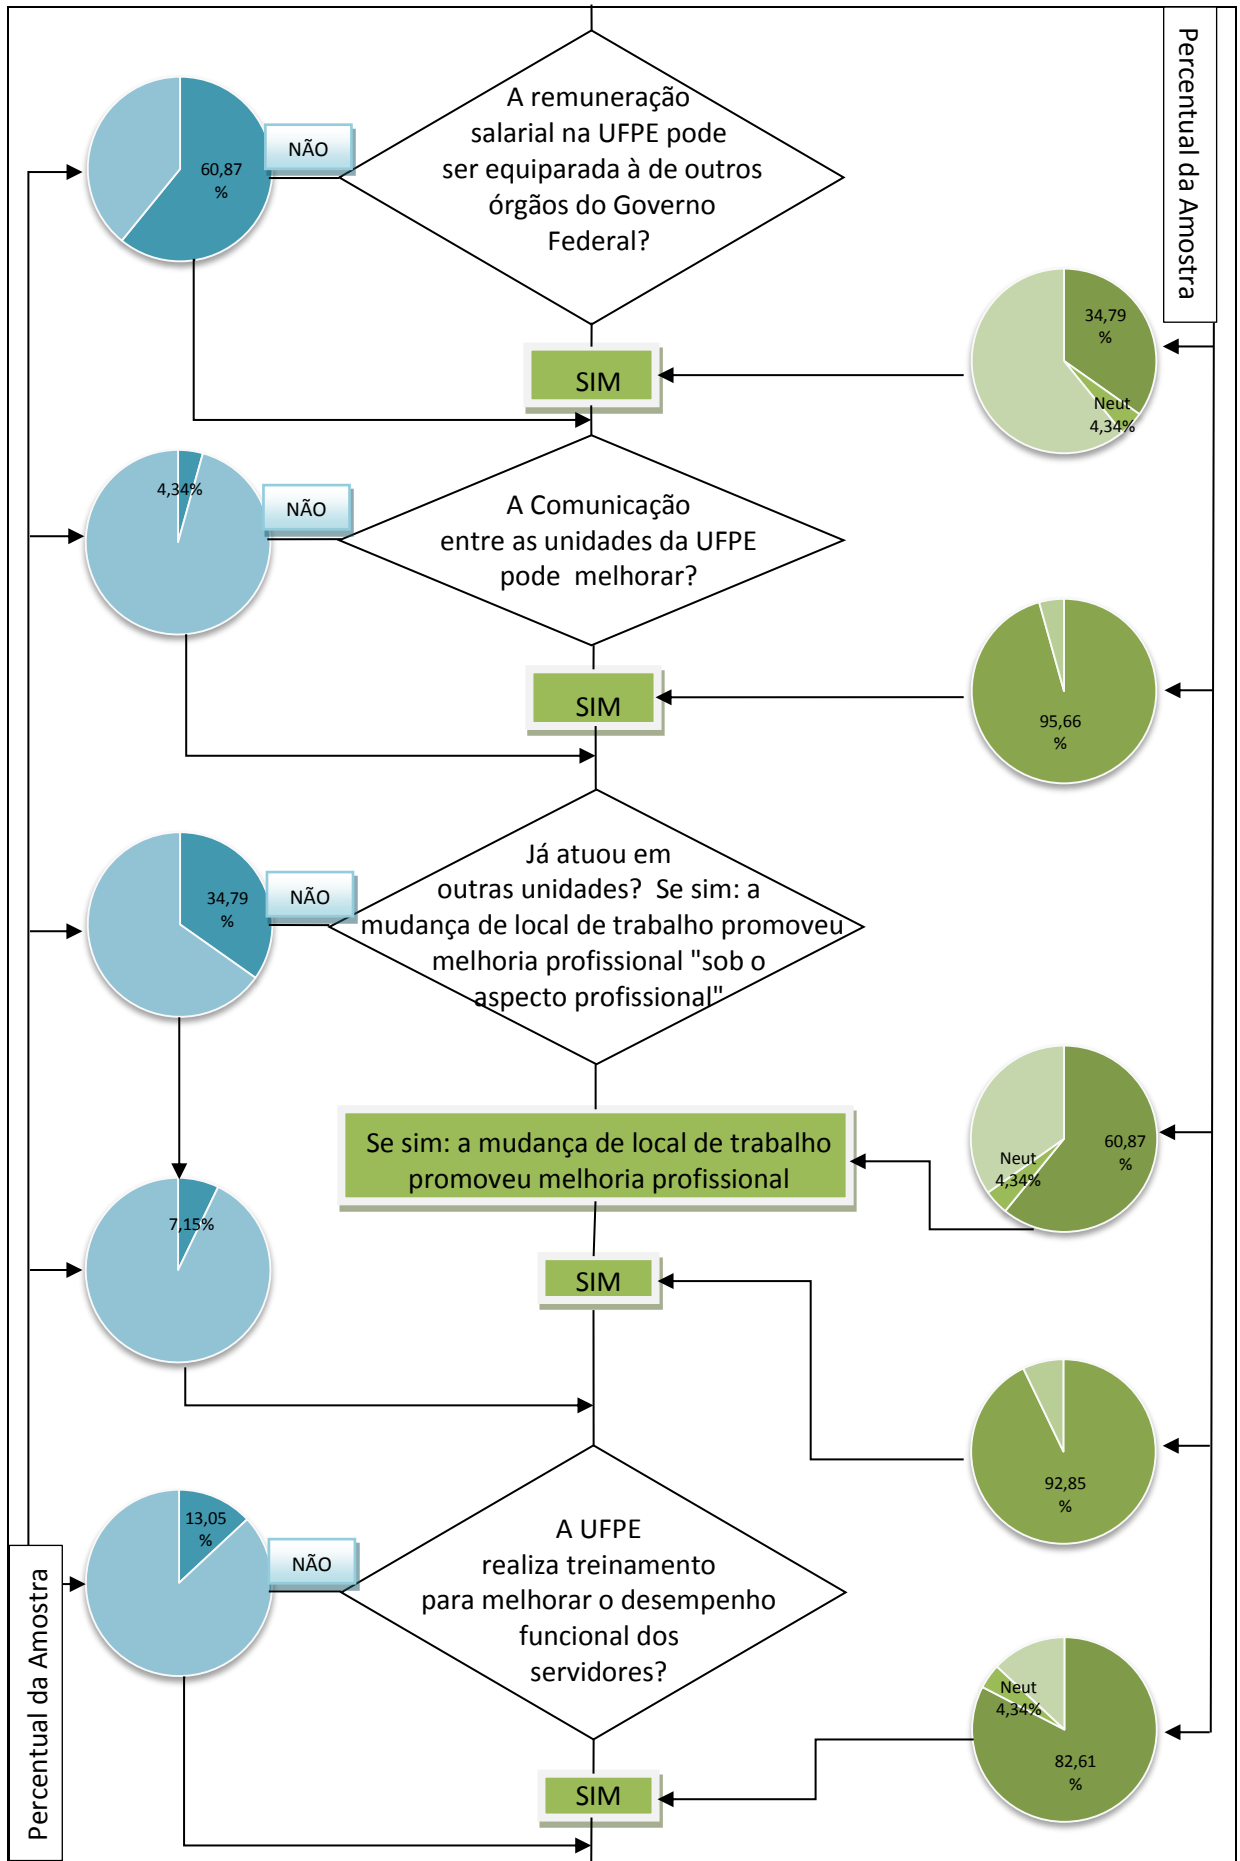 Percentual da Amostra
A remuneração
salarial na UFPE pode
ser equiparada à de outros
órgãos do Governo
Federal?
NÃO
60,87
%
34,79
%
Neut
4,34%
SIM
A Comunicação
entre as unidades da UFPE
pode melhorar?
NÃO
4,34%
SIM
95,66
%
Já atuou em
outras unidades? Se sim: a
mudança de local de trabalho promoveu
melhoria profissional "sob o
aspecto profissional"
NÃO
34,79
%
Se sim: a mudança de local de trabalho
promoveu melhoria profissional
60,87
%
Neut
4,34%
7,15%
SIM
92,85
%
A UFPE
realiza treinamento
para melhorar o desempenho
funcional dos
servidores?
NÃO
13,05
%
Neut
4,34%
82,61
%
SIM
Percentual da Amostra